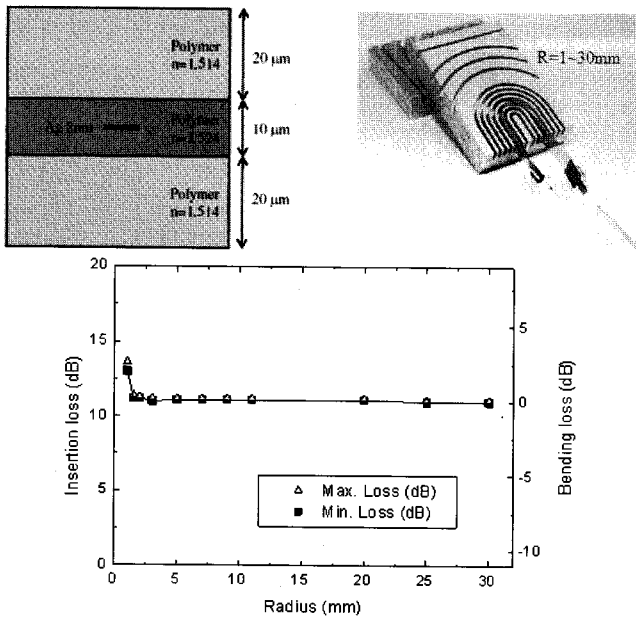 Polymer
n=1.514
20 μm
Polymer
10 μm
Polymer
n=1.514
20 μm
R=1~30mm
20
15
10
5
0
Insertion loss (dB)
5
0
-5
-10
Bending loss (dB)
Max. Loss (dB)
Min. Loss (dB)
0
5
10
15
20
25
30
Radius (mm)